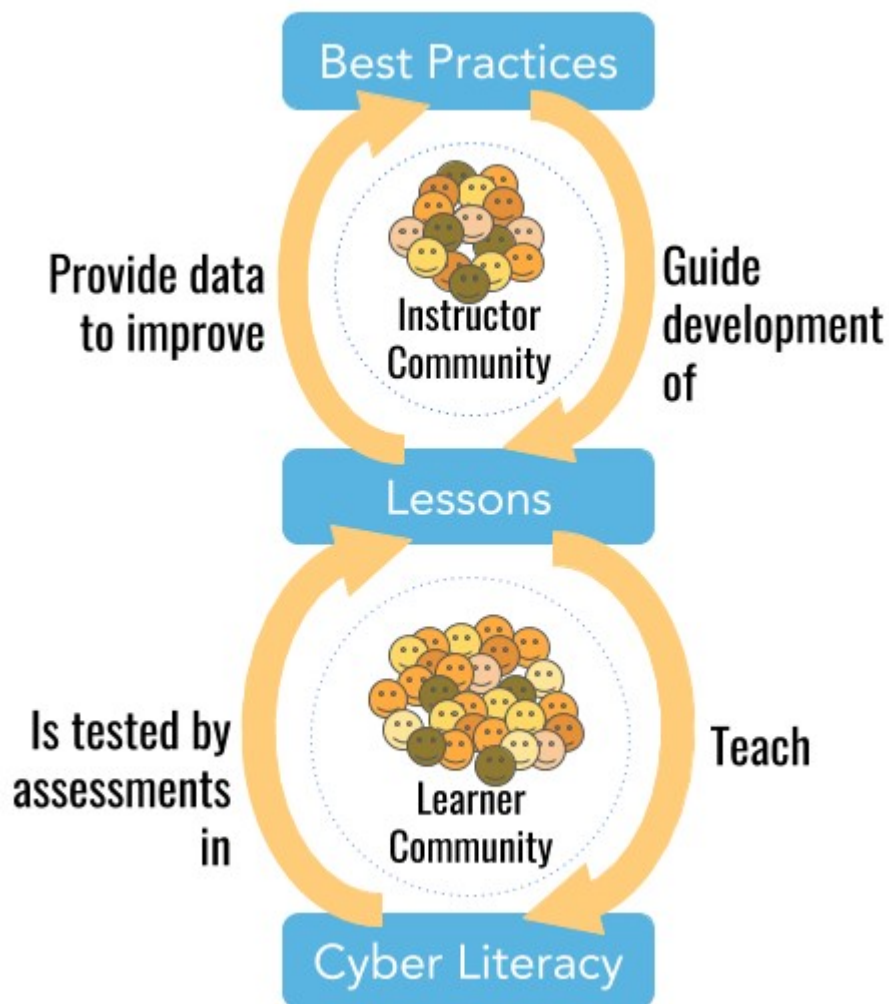 Best Practices
Provide data
to improve
Instructor
Community
Guide
development
of
Lessons
Is tested by
assessments
in
Learner
Community
Teach
Cyber Literacy